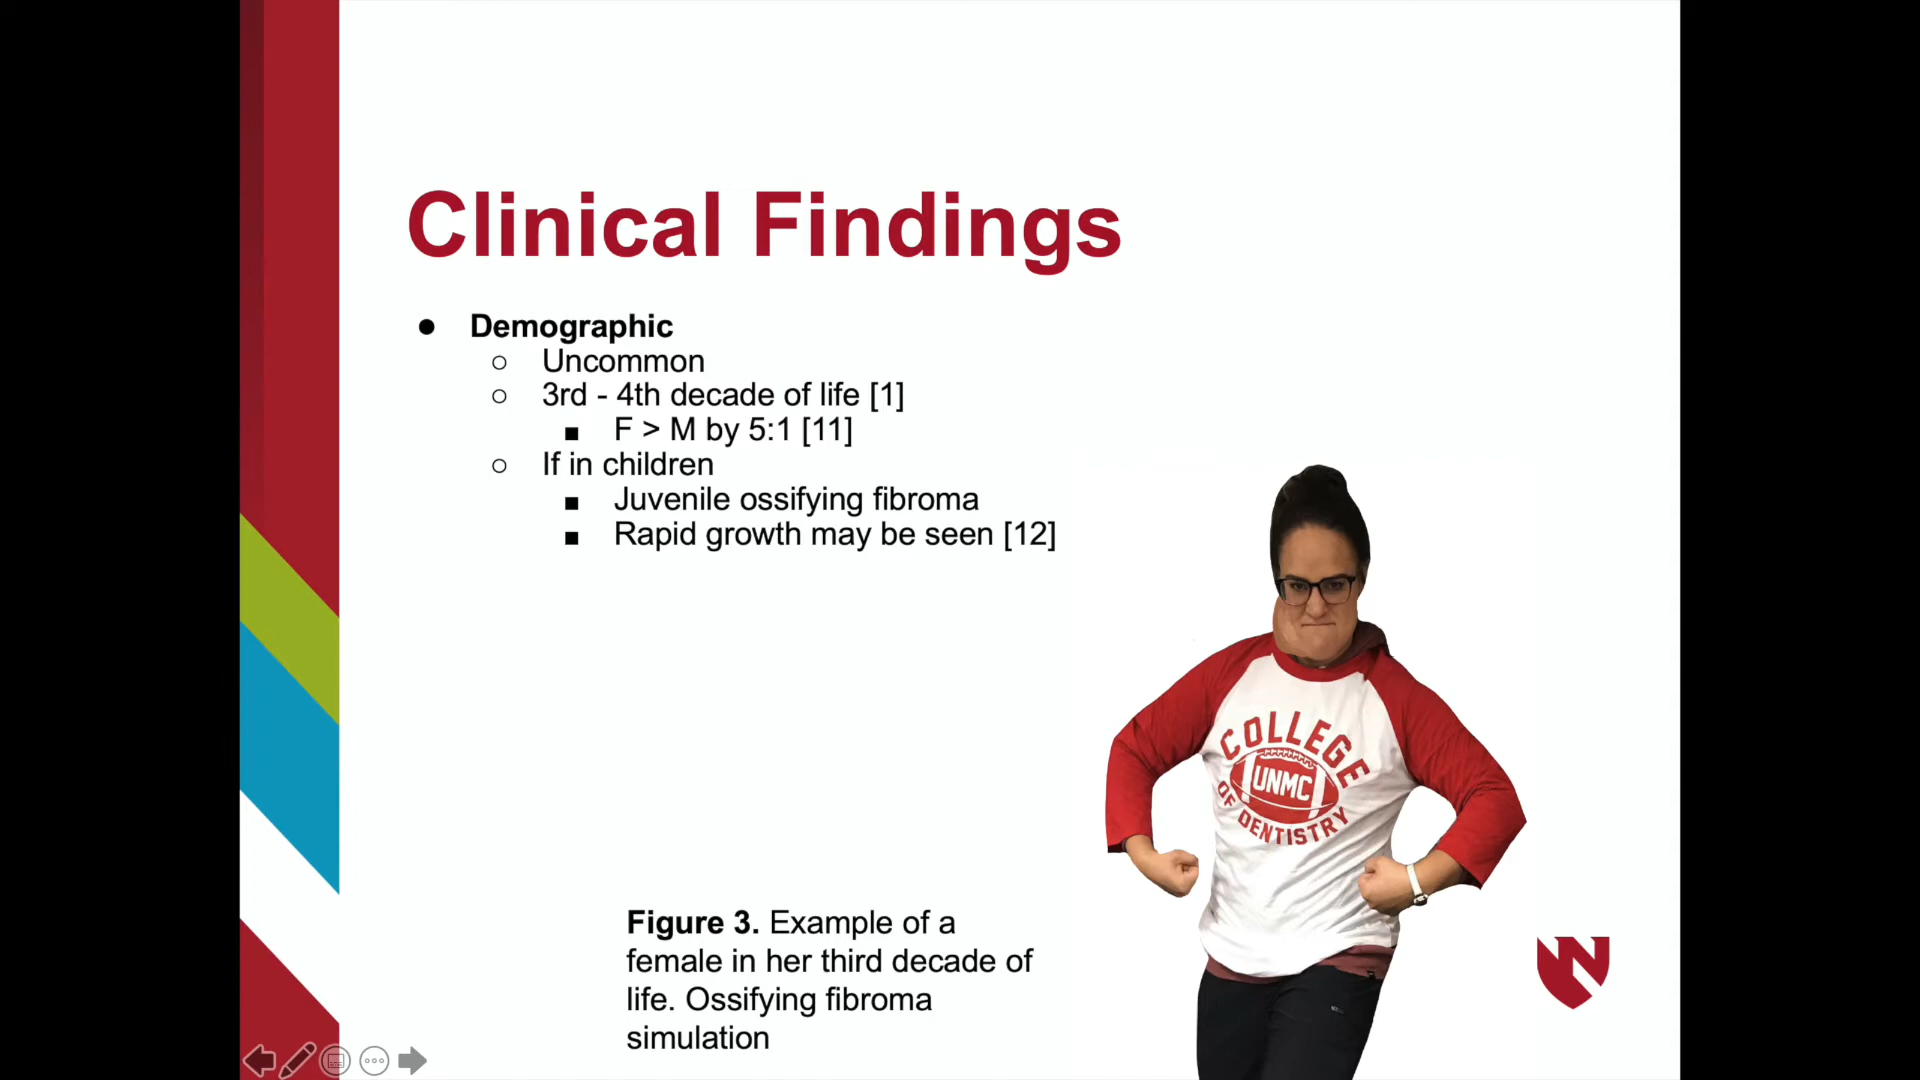 Clinical Findings
● Demographic
○ Uncommon
○ 3rd - 4th decade of life [1]
■ F > M by 5:1 [11]
○ If in children
■ Juvenile ossifying fibroma
■ Rapid growth may be seen [12]
COLLEGE
UNMC
OF DENTISTRY
Figure 3. Example of a
female in her third decade of
life. Ossifying fibroma
simulation
N